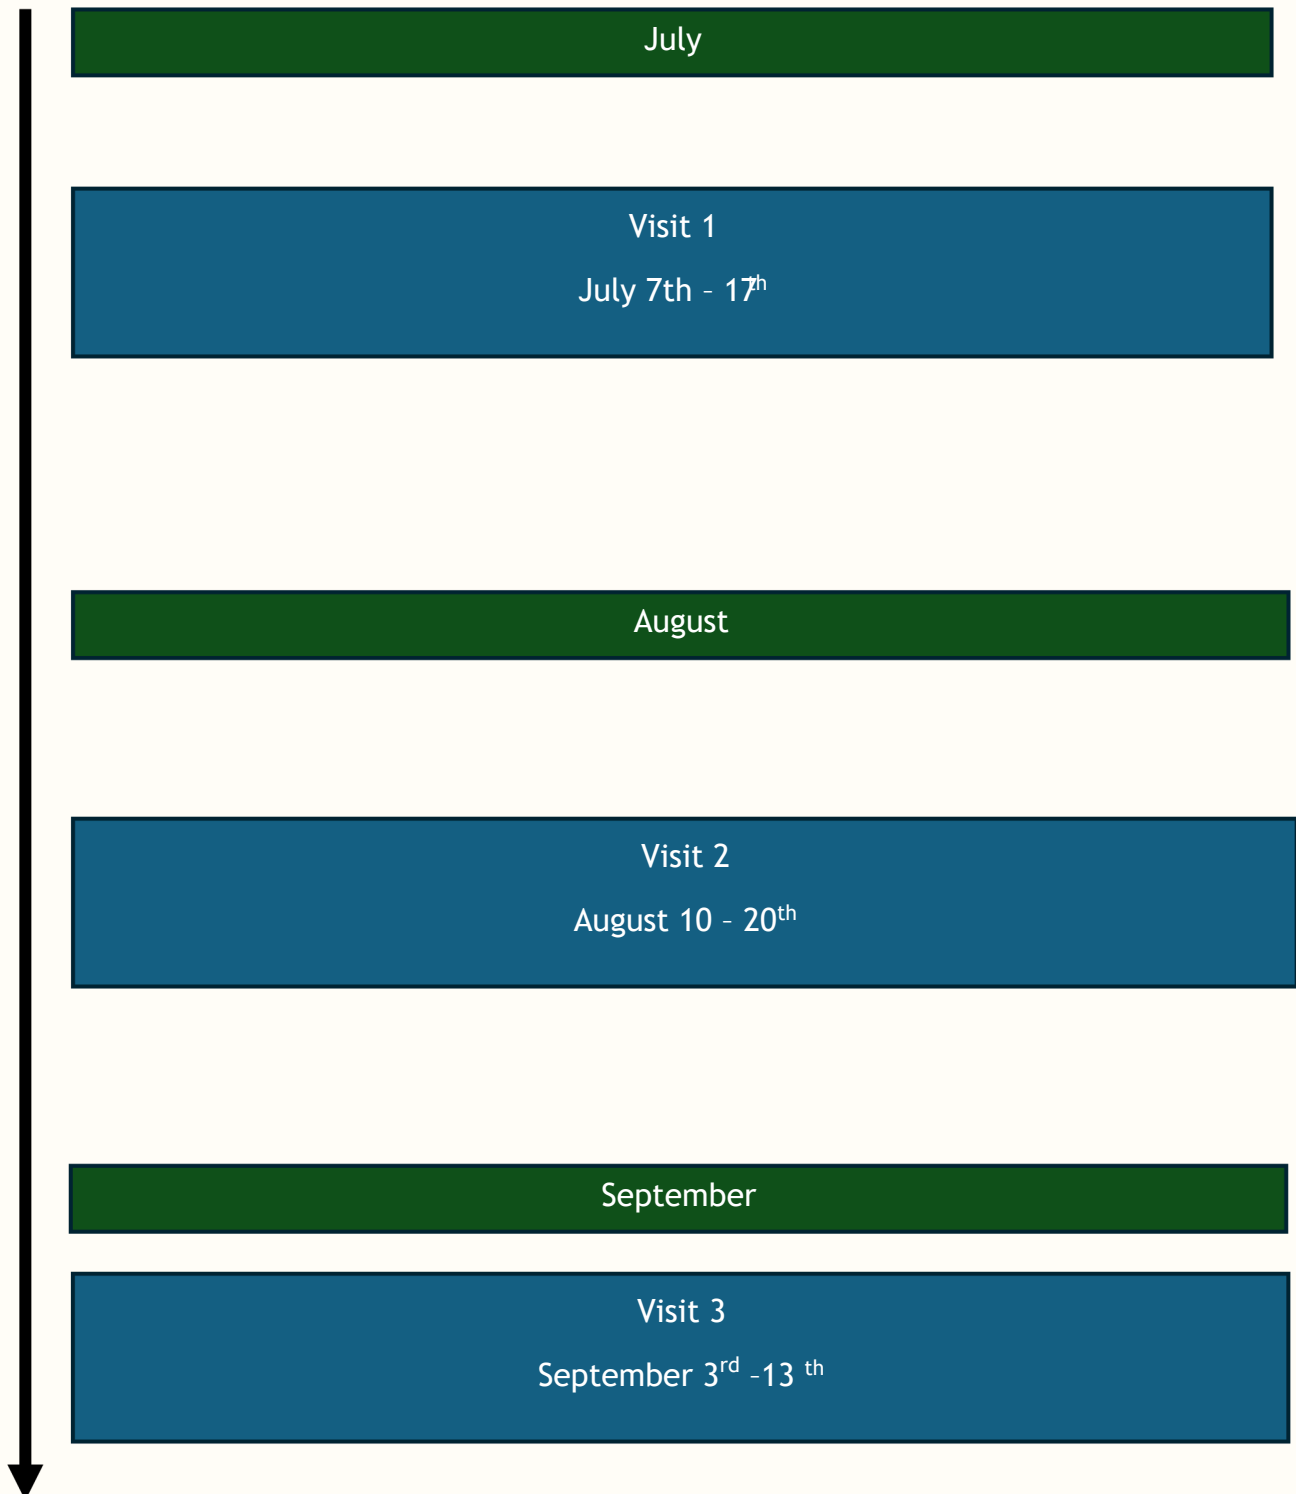 July
Visit 1
July 7th – 17th
August
Visit 2
August 10 – 20th
September
Visit 3
September 3rd –13 th